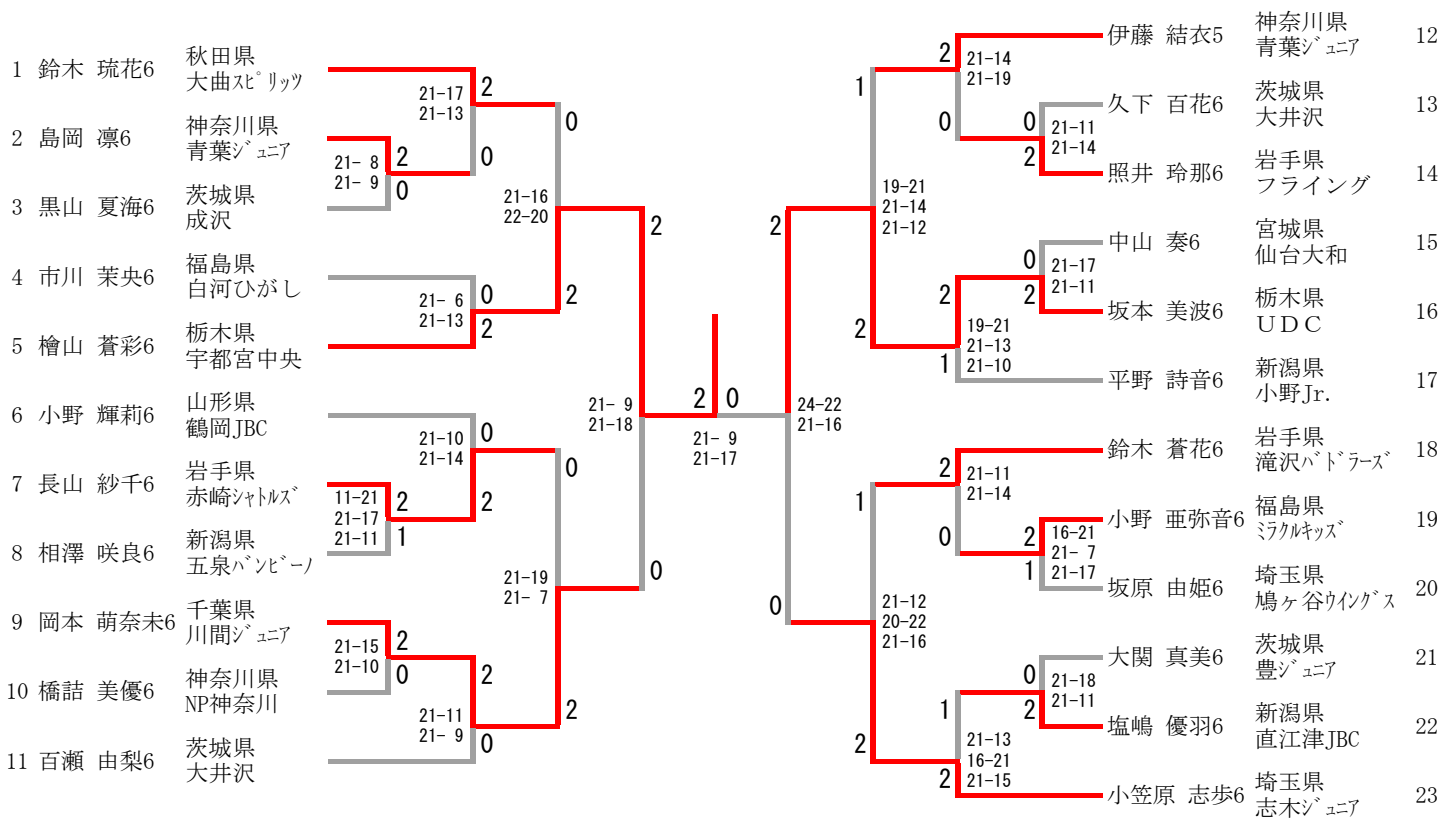 1 鈴木 琉花6 秋田県
大曲ｽﾋﾟﾘｯﾂ
2 島岡 凛6 神奈川県
青葉ｼﾞｭﾆｱ
3 黒山 夏海6 茨城県
成沢
4 市川 茉央6 福島県
白河ひがし
5 檜山 蒼彩6 栃木県
宇都宮中央
6 小野 輝莉6 山形県
鶴岡JBC
7 長山 紗千6 岩手県
赤崎ｼｬﾄﾙｽﾞ
8 相澤 咲良6 新潟県
五泉ﾊﾞﾝﾋﾞｰﾉ
9 岡本 萌奈未6 千葉県
川間ｼﾞｭﾆｱ
10 橋詰 美優6 神奈川県
NP神奈川
11 百瀬 由梨6 茨城県
大井沢
2
21-17
21-13
0
21- 8
21- 9
2
0
0
21-16
22-20
2
0
21- 6
21-13
2
2
21- 9
21-18
0
0
21-10
21-14
2
11-21
21-17
21-11
2
1
0
21-19
21- 7
2
21-15
21-10
2
0
2
21-11
21- 9
0
2 0
21- 9
21-17
2
24-22
21-16
0
1
19-21
21-14
21-12
2
2
21-14
21-19
0
0
21-11
21-14
2
0
21-17
21-11
2
2
19-21
21-13
21-10
1
1
21-12
20-22
21-16
2
2
21-11
21-14
0
2
16-21
21- 7
21-17
1
0
21-18
21-11
2
1
21-13
16-21
21-15
2
伊藤 結衣5 神奈川県 12
青葉ｼﾞｭﾆｱ
久下 百花6 茨城県 13
大井沢
照井 玲那6 岩手県 14
フライング
中山 奏6 宮城県 15
仙台大和
坂本 美波6 栃木県 16
ＵＤＣ
平野 詩音6 新潟県 17
小野Jr.
鈴木 蒼花6 岩手県 18
滝沢ﾊﾞﾄﾞﾗｰｽﾞ
小野 亜弥音6 福島県 19
ﾐﾗｸﾙｷｯｽﾞ
坂原 由姫6 埼玉県 20
鳩ヶ谷ｳｲﾝｸﾞｽ
大関 真美6 茨城県 21
豊ｼﾞｭﾆｱ
塩嶋 優羽6 新潟県 22
直江津JBC
小笠原 志歩6 埼玉県 23
志木ｼﾞｭﾆｱ